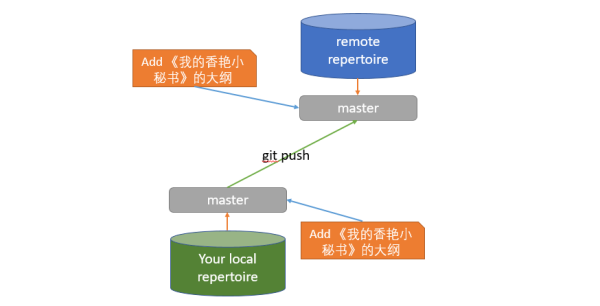 remote
repertoire
Add 《我的香艳小
秘书》的大纲
master
git push
master
Add 《我的香艳小
秘书》的大纲
Your local
repertoire